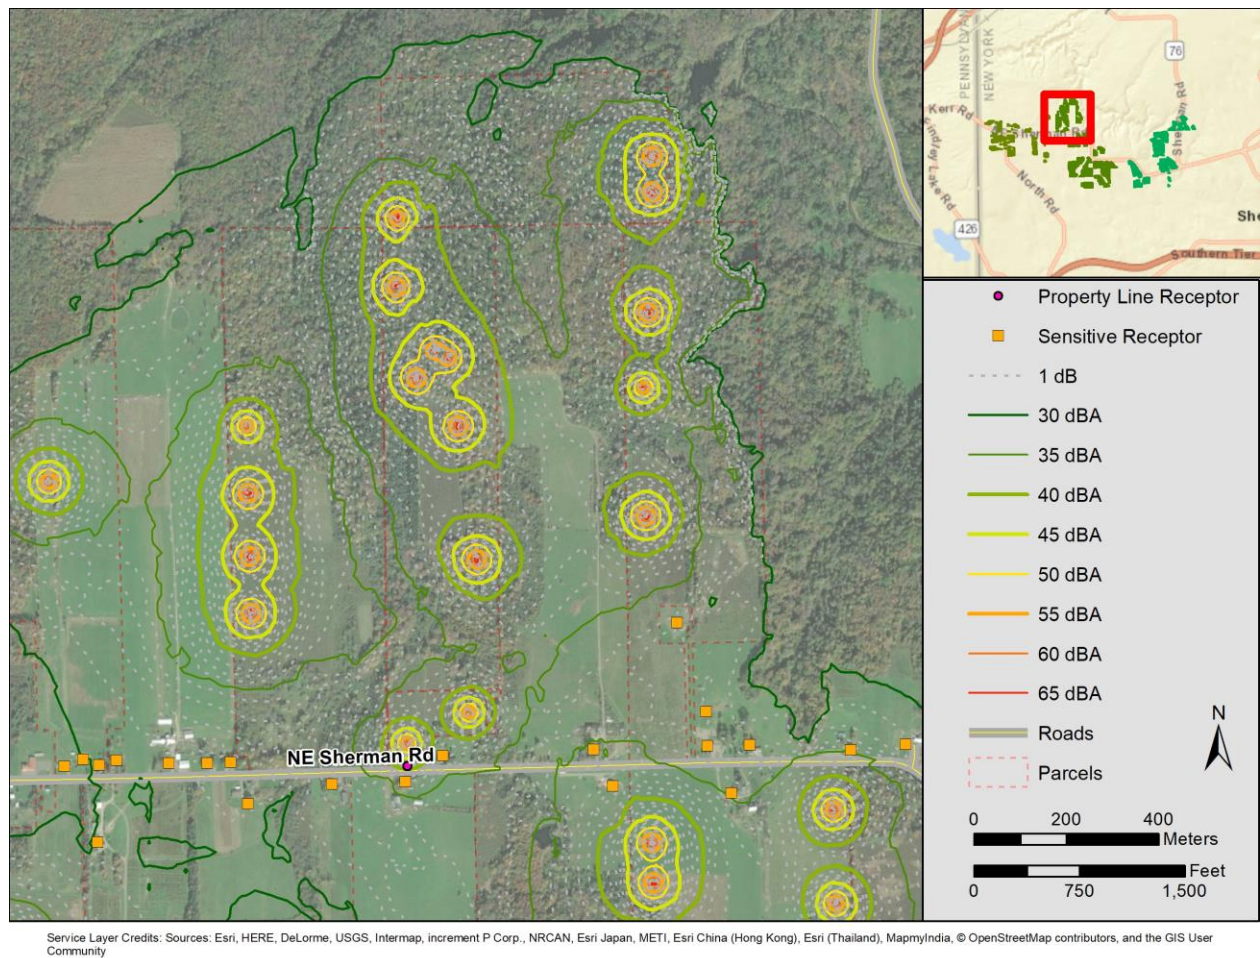 NE Sherman Rd
PENNSYLVAN
NEW YORK
76
Kerr Rd
Sherman Rd
Findley Lake Rd
North Rd
426
She
Southern Tier
Property Line Receptor
Sensitive Receptor
1 dB
30 dBA
35 dBA
40 dBA
45 dBA
50 dBA
55 dBA
60 dBA
65 dBA
Roads
Parcels
N
0 200 400
Meters
Feet
0 750 1,500
Service Layer Credits: Sources: Esri, HERE, DeLorme, USGS, Intermap, increment P Corp., NRCAN, Esri Japan, METI, Esri China (Hong Kong), Esri (Thailand), MapmyIndia, © OpenStreetMap contributors, and the GIS User
Community